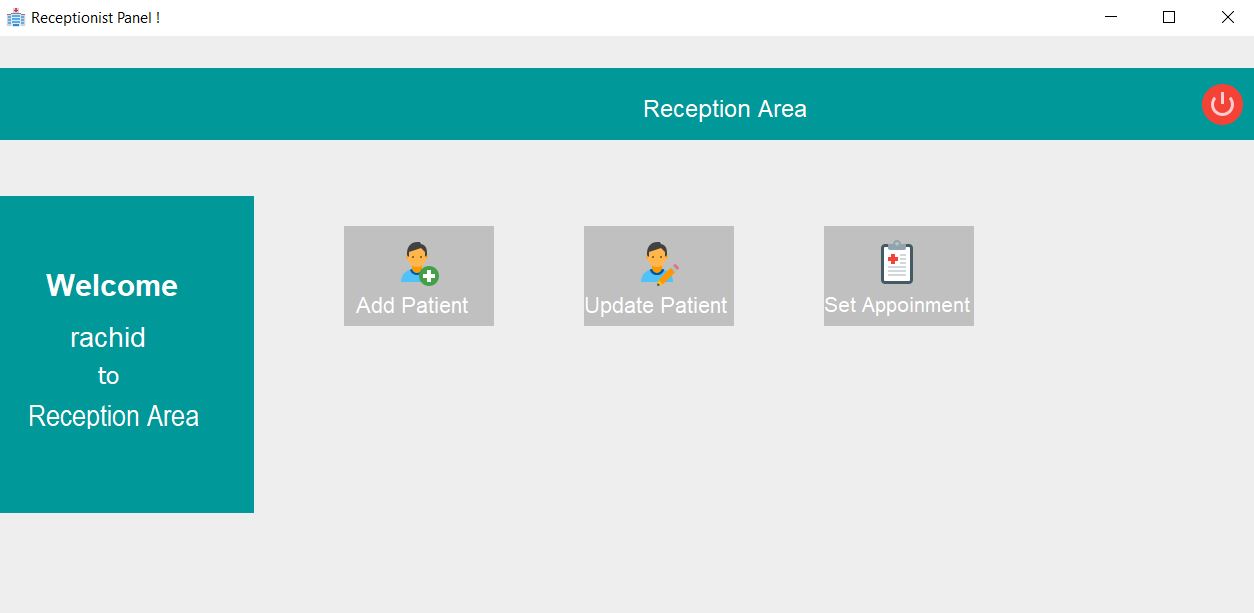 Receptionist Panel !
Reception Area
Welcome
rachid
to
Reception Area
Add Patient
Update Patient
Set Appoinment